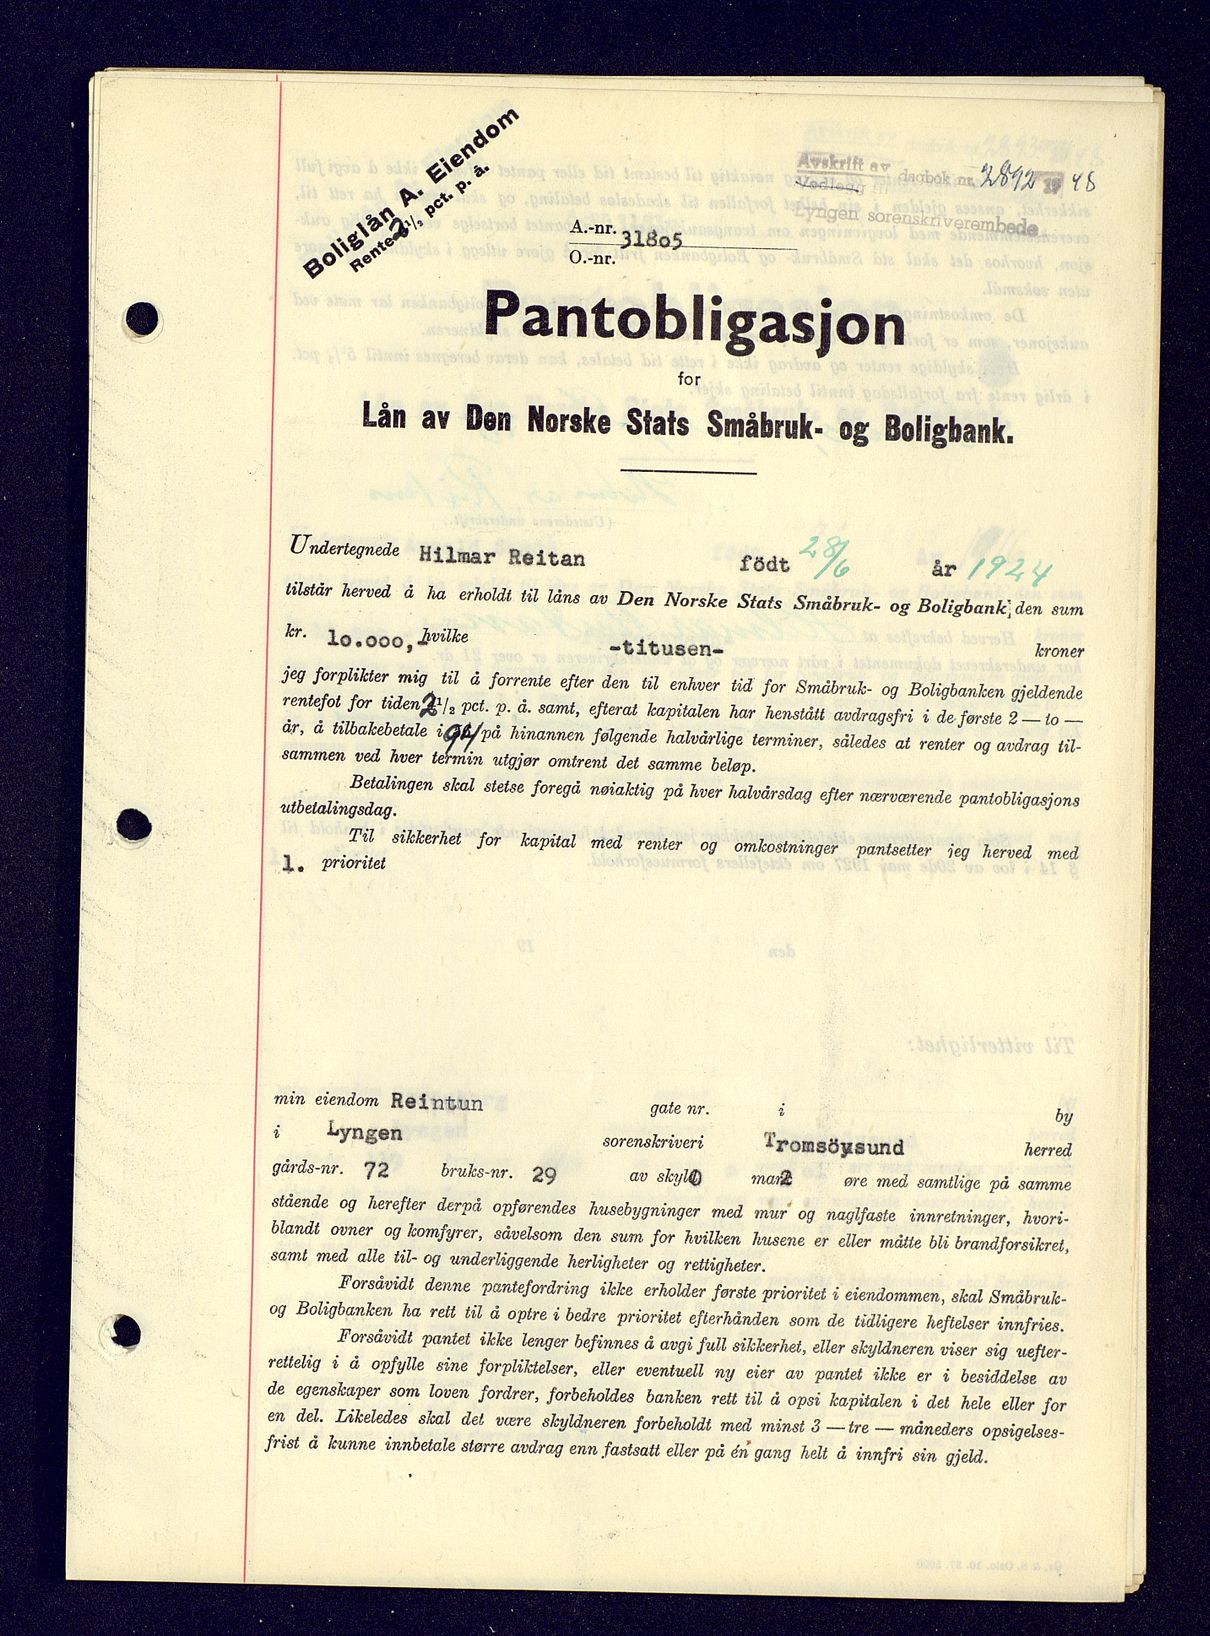 Boliglån A. Eiendom
Rente 2 1/2 pct. p. å.
Avskrift av
Vedlegg dagbok nr. 2892 19 48
Lyngen sorenskriverembede
A.-nr. 31805
O.-nr.
Pantobligasjon
for
Lån av Den Norske Stats Småbruk- og Boligbank.
Undertegnede Hilmar Reitan födt 28/6 år 1924
tilstår herved å ha erholdt til låns av Den Norske Stats Småbruk- og Boligbank, den sum
kr. 10.000,- hvilke -titusen- kroner
jeg forplikter mig til å forrente efter den til enhver tid for Småbruk- og Boligbanken gjeldende
rentefot for tiden 2 1/2 pct. p. å. samt, efterat kapitalen har henstått avdragsfri i de første 2 — to —
år, å tilbakebetale i 94 på hinannen følgende halvårlige terminer, således at renter og avdrag til-
sammen ved hver termin utgjør omtrent det samme beløp.
Betalingen skal stetse foregå nøiaktig på hver halvårsdag efter nærværende pantobligasjons
utbetalingsdag.
Til sikkerhet for kapital med renter og omkostninger pantsetter jeg herved med
1. prioritet
min eiendom Reintun gate nr. i by
i Lyngen sorenskriveri Tromsöysund herred
gårds-nr. 72 bruks-nr. 29 av skyld 0 mark 2 øre med samtlige på samme
stående og herefter derpå opførendes husebygninger med mur og naglfaste innretninger, hvori-
blandt ovner og komfyrer, såvelsom den sum for hvilken husene er eller måtte bli brandforsikret,
samt med alle til- og underliggende herligheter og rettigheter.
Forsåvidt denne pantefordring ikke erholder første prioritet i eiendommen, skal Småbruk-
og Boligbanken ha rett til å optre i bedre prioritet efterhånden som de tidligere heftelser innfries.
Forsåvidt pantet ikke lenger befinnes å avgi full sikkerhet, eller skyldneren viser sig uefter-
rettelig i å opfylle sine forpliktelser, eller eventuell ny eier av pantet ikke er i besiddelse av
de egenskaper som loven fordrer, forbeholdes banken rett til å opsi kapitalen i det hele eller for
en del. Likeledes skal det være skyldneren forbeholdt med minst 3 — tre — måneders opsigelses-
frist å kunne innbetale større avdrag enn fastsatt eller på én gang helt å innfri sin gjeld.